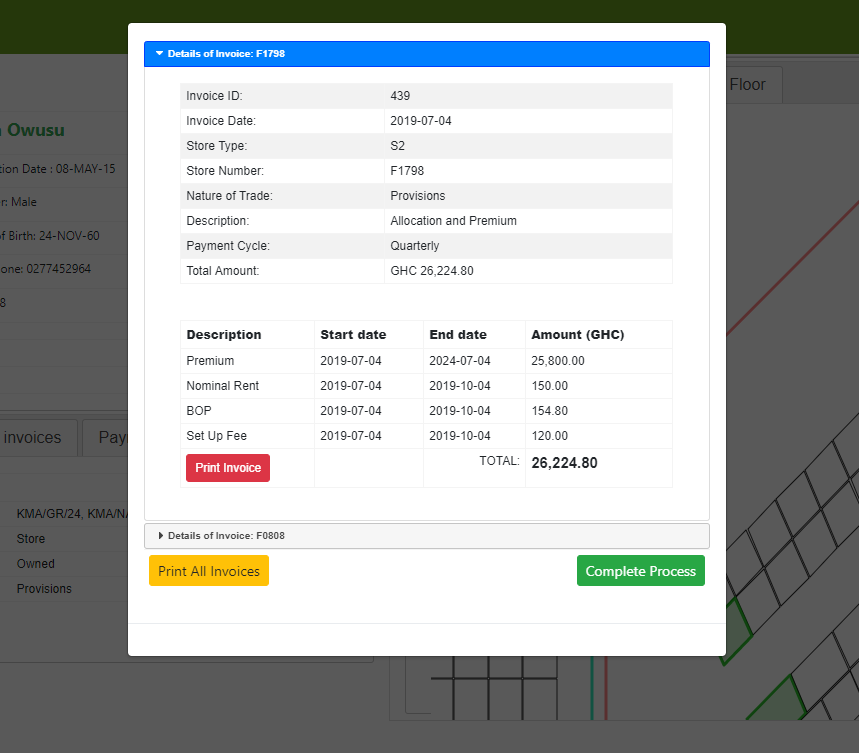 Details of Invoice: F1798
Invoice ID: 439
Invoice Date: 2019-07-04
Store Type: S2
Store Number: F1798
Nature of Trade: Provisions
Description: Allocation and Premium
Payment Cycle: Quarterly
Total Amount: GHC 26,224.80
Description Start date End date Amount (GHC)
Premium 2019-07-04 2024-07-04 25,800.00
Nominal Rent 2019-07-04 2019-10-04 150.00
BOP 2019-07-04 2019-10-04 154.80
Set Up Fee 2019-07-04 2019-10-04 120.00
Print Invoice TOTAL: 26,224.80
Details of Invoice: F0808
Print All Invoices Complete Process
Floor
Owusu
tion Date : 08-MAY-15
r: Male
of Birth: 24-NOV-60
one: 0277452964
8
invoices Pay
KMA/GR/24, KMA/N
Store
Owned
Provisions